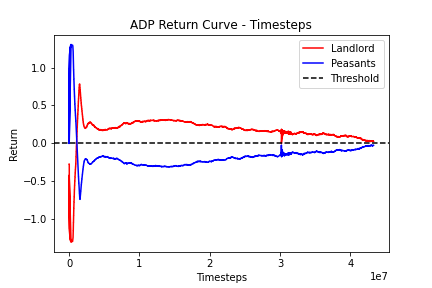 ADP Return Curve - Timesteps
Landlord
Peasants
Threshold
Return
1.0
0.5
0.0
−0.5
−1.0
0
1
2
3
4
1e7
Timesteps